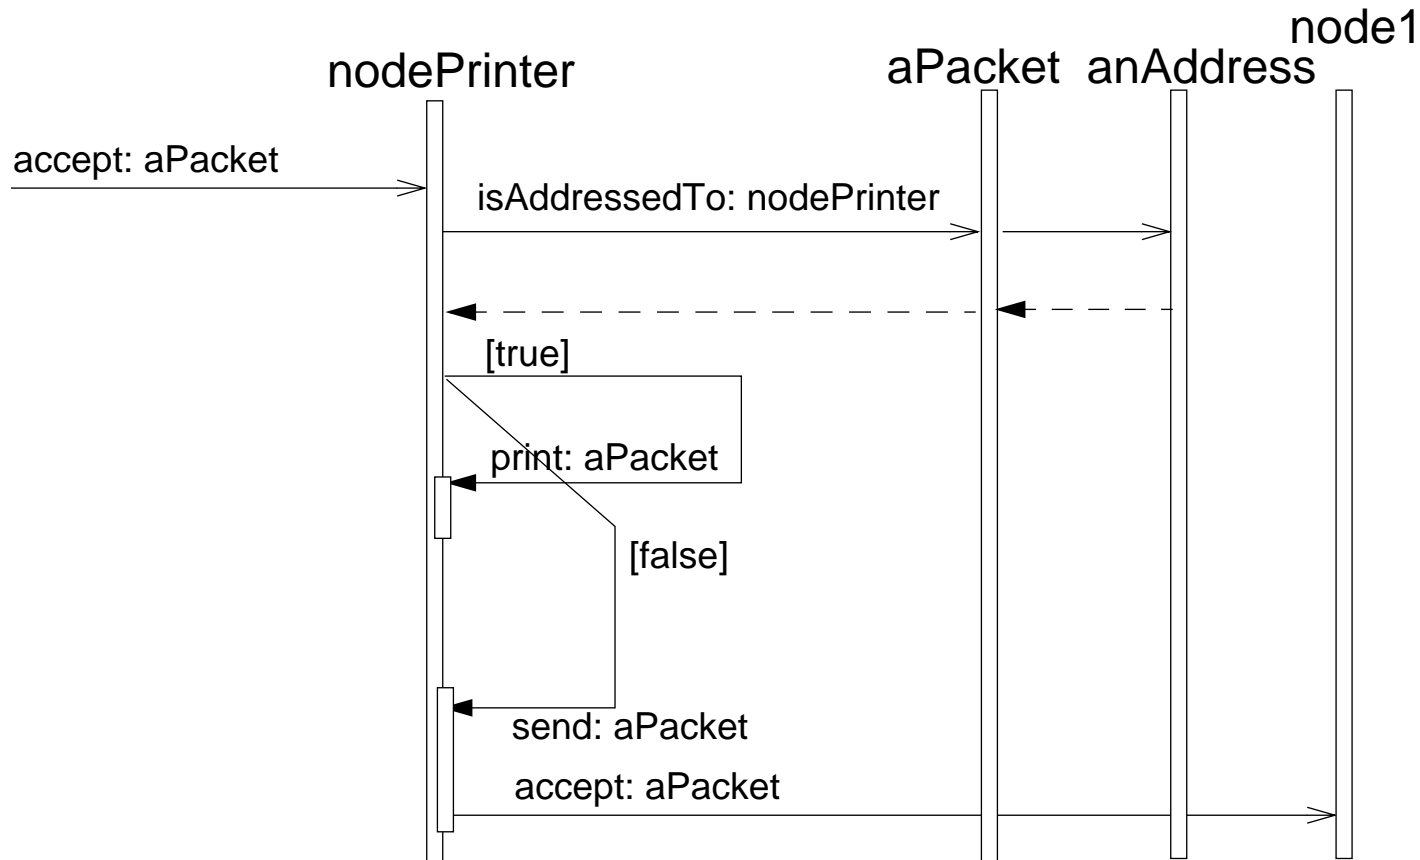 node1
nodePrinter
aPacket
anAddress
accept: aPacket
isAddressedTo: nodePrinter
[true]
print: aPacket
[false]
send: aPacket
accept: aPacket